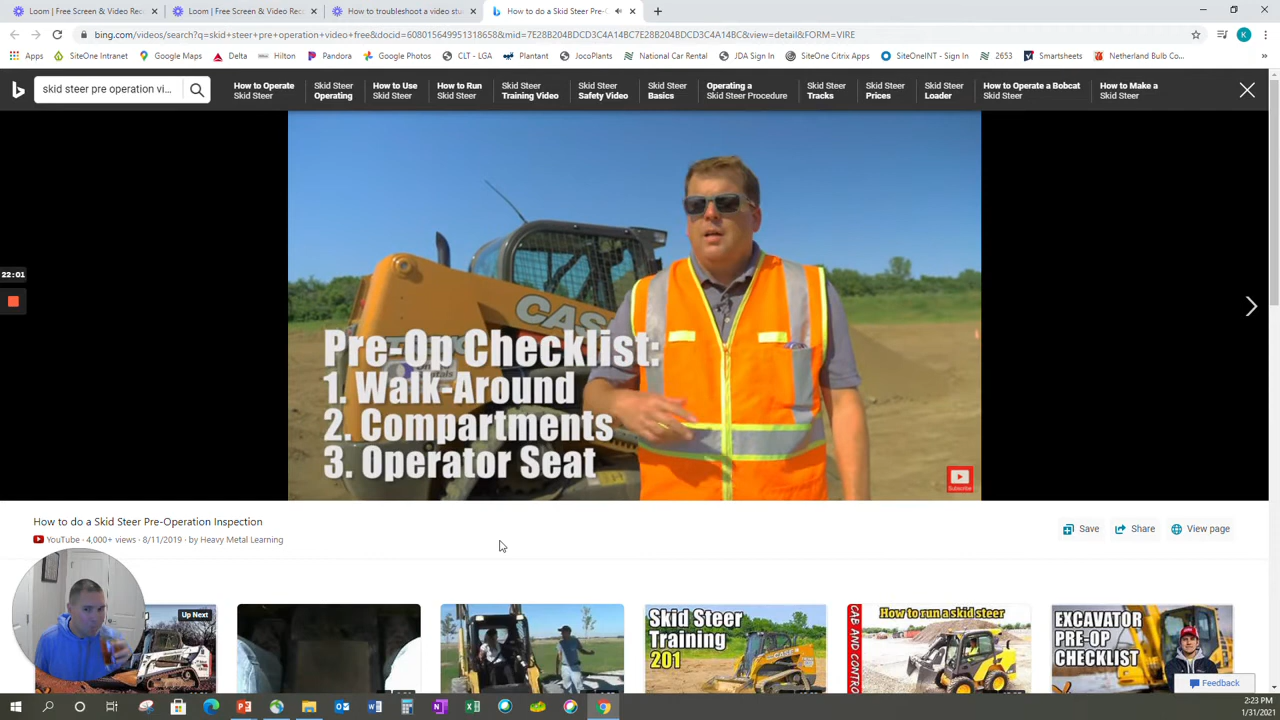 Loom | Free Screen & Video Rec
Loom | Free Screen & Video Rec
How to troubleshoot a video stu
How to do a Skid Steer Pre-O
bing.com/videos/search?q=skid+steer+pre+operation+video+free&docid=608015649951318658&mid=7E28B204BDCD3C4A14BC7E28B204BDCD3C4A14BC&view=detail&FORM=VIRE
K
Apps
SiteOne Intranet
Google Maps
Delta
Hilton
Pandora
Google Photos
CLT - LGA
Plantant
JocoPlants
National Car Rental
JDA Sign In
SiteOne Citrix Apps
SiteOneINT - Sign In
2653
Smartsheets
Netherland Bulb Co...
skid steer pre operation vi...
How to Operate
Skid Steer
Skid Steer
Operating
How to Use
Skid Steer
How to Run
Skid Steer
Skid Steer
Training Video
Skid Steer
Safety Video
Skid Steer
Basics
Operating a
Skid Steer Procedure
Skid Steer
Tracks
Skid Steer
Prices
Skid Steer
Loader
How to Operate a Bobcat
Skid Steer
How to Make a
Skid Steer
22:01
CASE
Pre-Op Checklist:
1. Walk-Around
2. Compartments
3. Operator Seat
Subscribe
How to do a Skid Steer Pre-Operation Inspection
YouTube · 4,000+ views · 8/11/2019 · by Heavy Metal Learning
Save
Share
View page
Up Next
Skid Steer
Training
201
CASE
CAB AND CONTRO
How to run a skid steer
EXCAVATOR
PRE-OP
CHECKLIST
Feedback
2:23 PM
1/31/2021